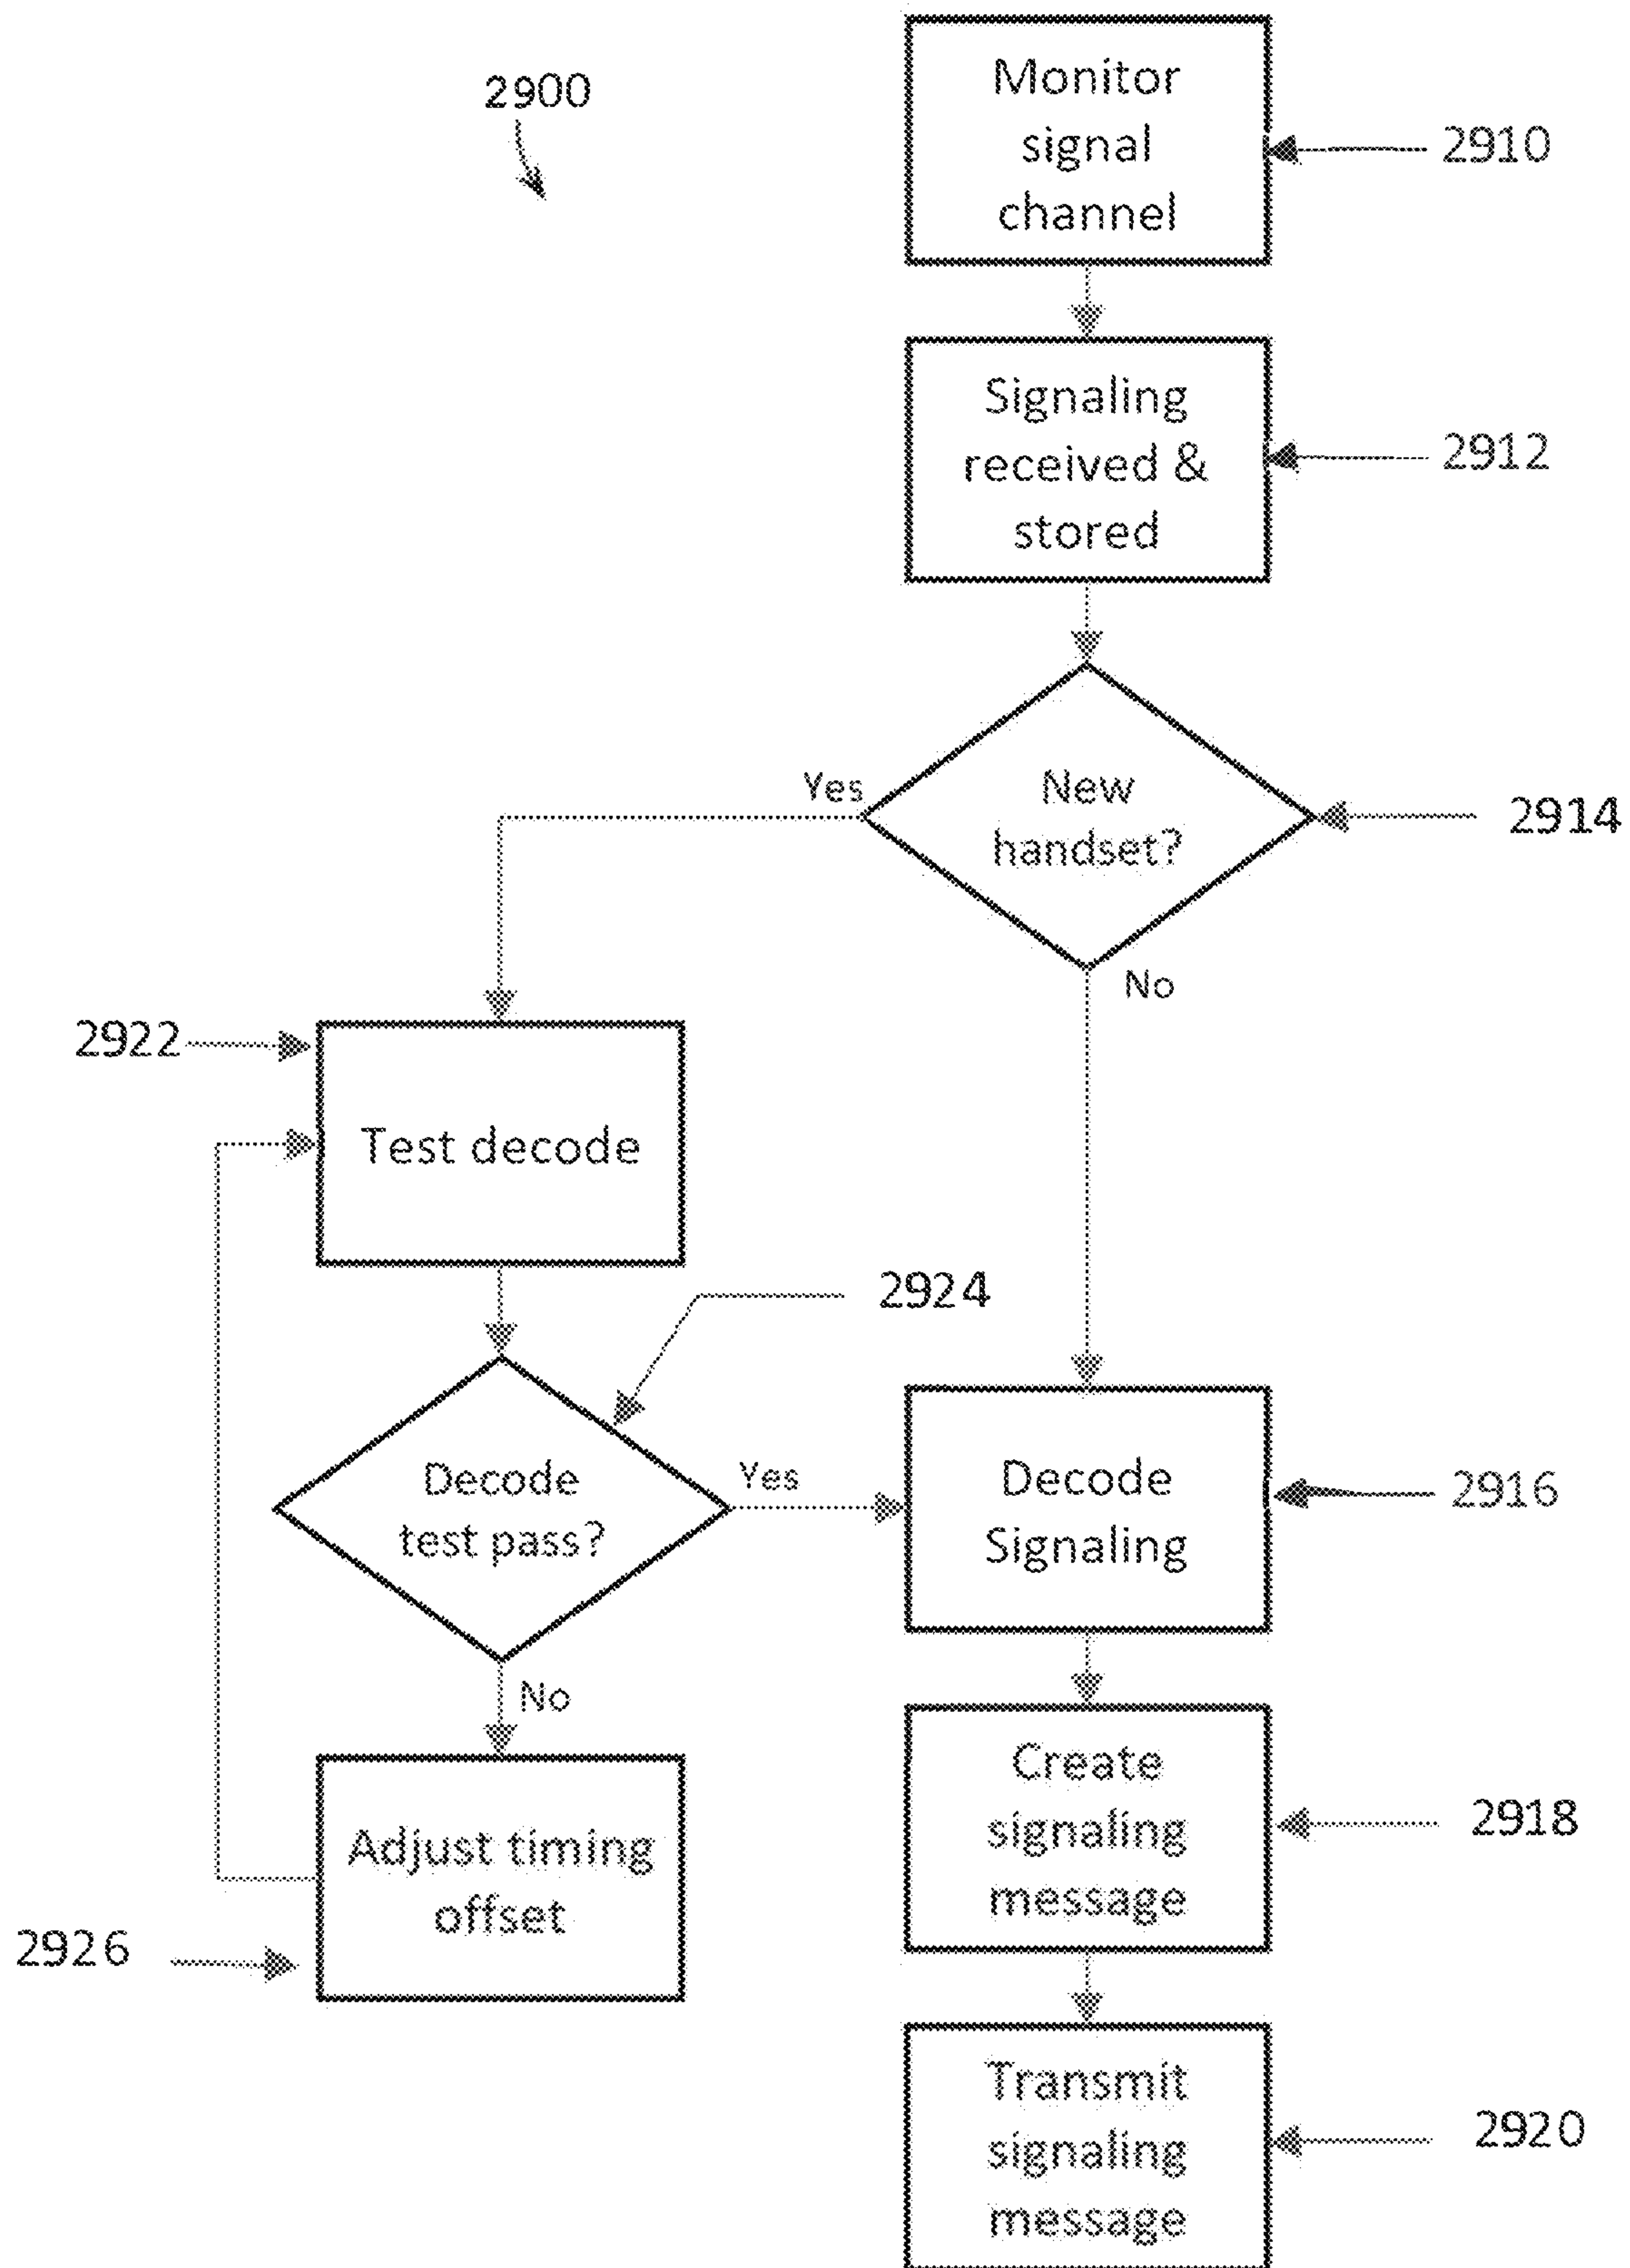 2900
Monitor
signal
channel
2910
Signaling
received &
stored
2912
Yes
New
handset?
2914
No
2922
Test decode
2924
Decode
test pass?
Yes
Decode
Signaling
2916
No
Adjust timing
offset
2926
Create
signaling
message
2918
Transmit
signaling
message
2920